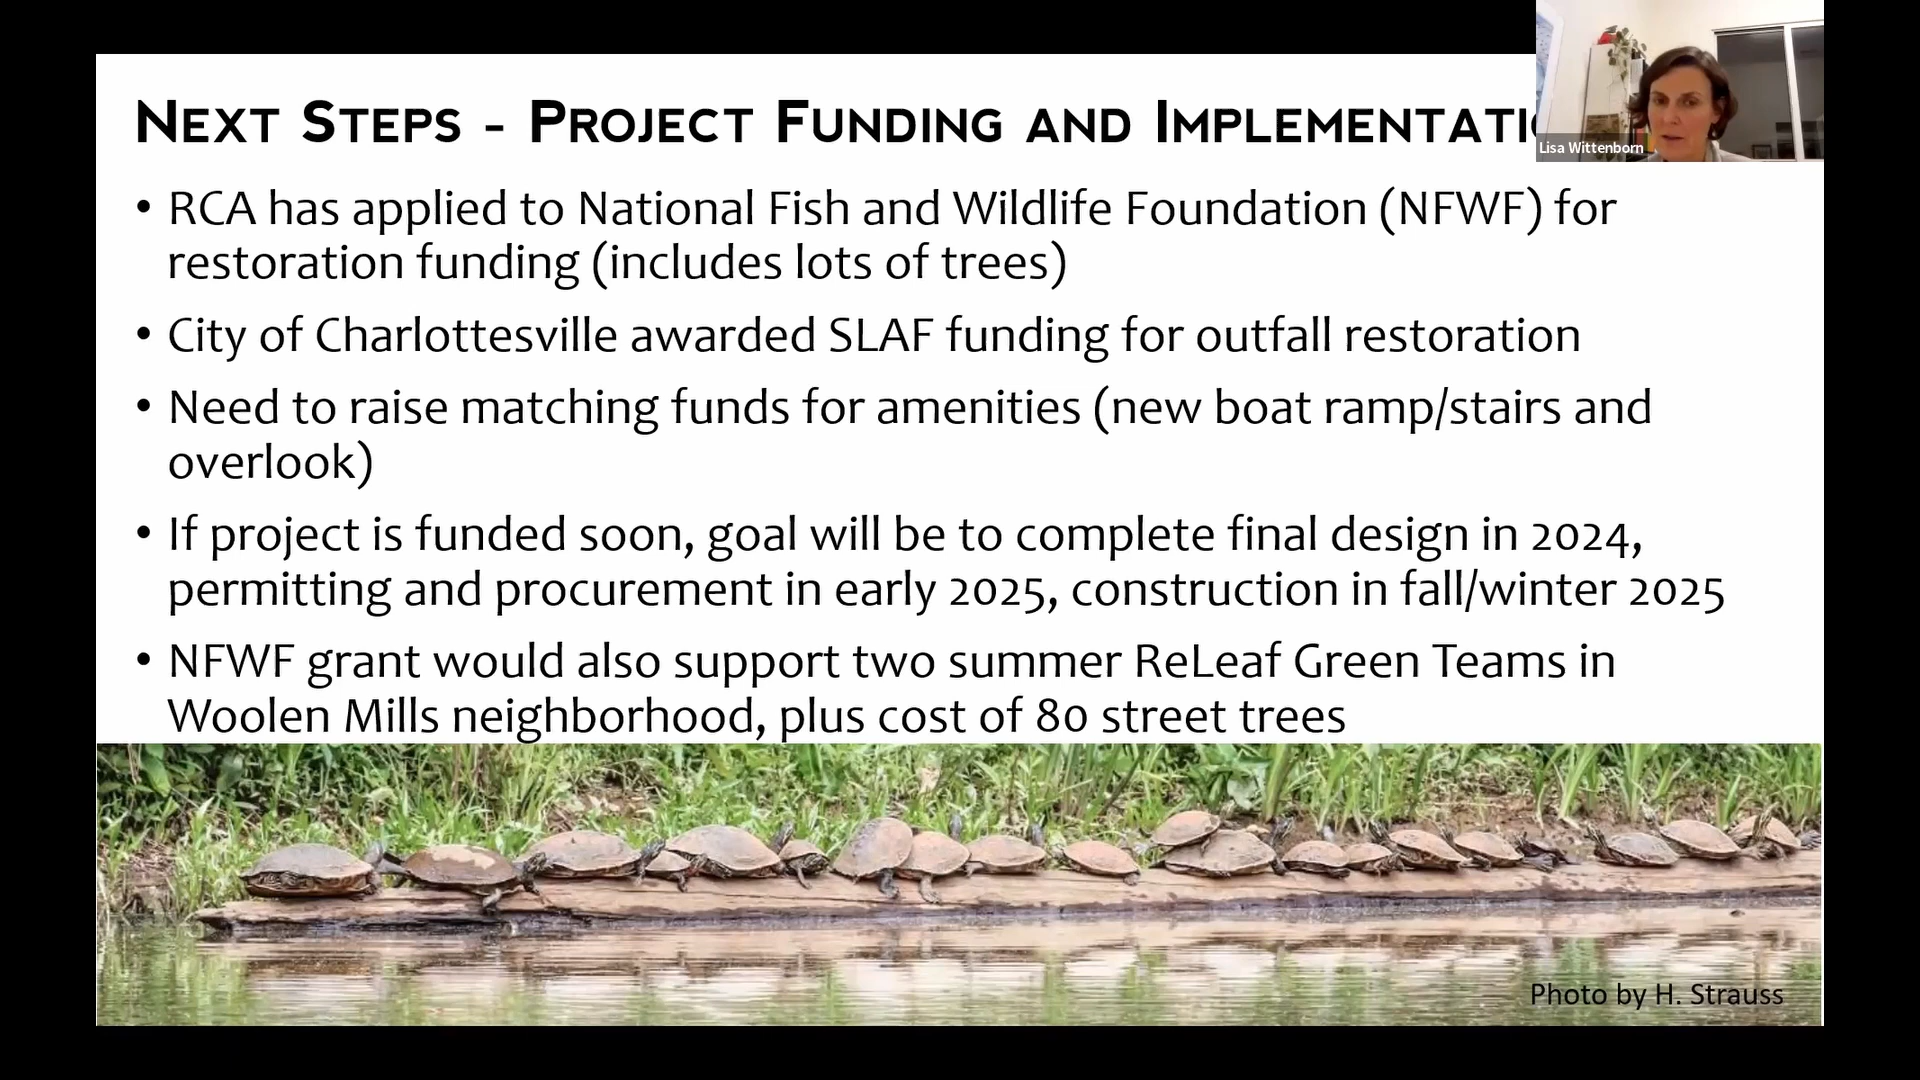 NEXT STEPS - PROJECT FUNDING AND
Lisa Wittenborn
• RCA has applied to National Fish and Wildlife Foundation (NFWF) for
restoration funding (includes lots of trees)
• City of Charlottesville awarded SLAF funding for outfall restoration
• Need to raise matching funds for amenities (new boat ramp/stairs and
overlook)
• If project is funded soon, goal will be to complete final design in 2024,
permitting and procurement in early 2025, construction in fall/winter 2025
• NFWF grant would also support two summer ReLeaf Green Teams in
Woolen Mills neighborhood, plus cost of 80 street trees
Photo by H. Strauss